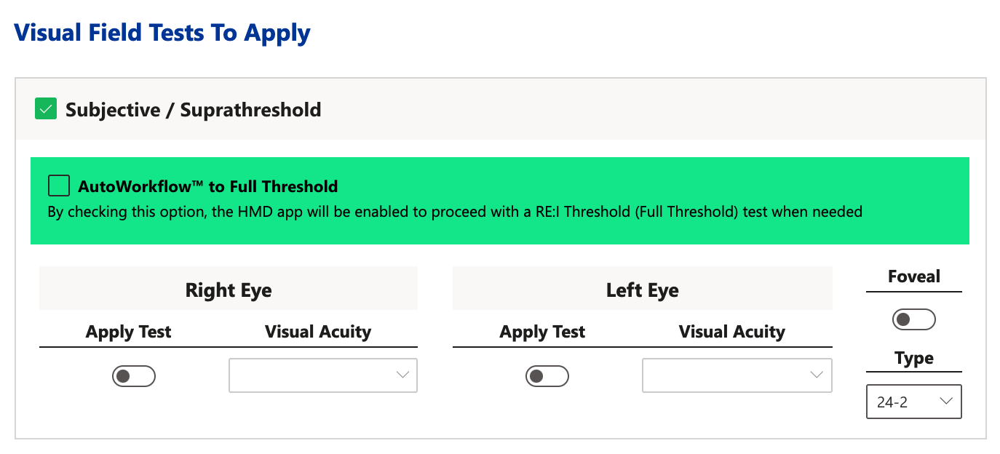 Visual Field Tests To Apply
Subjective / Suprathreshold
AutoWorkflow™ to Full Threshold
By checking this option, the HMD app will be enabled to proceed with a RE:I Threshold (Full Threshold) test when needed
Right Eye
Apply Test
Visual Acuity
Left Eye
Apply Test
Visual Acuity
Foveal
Type
24-2